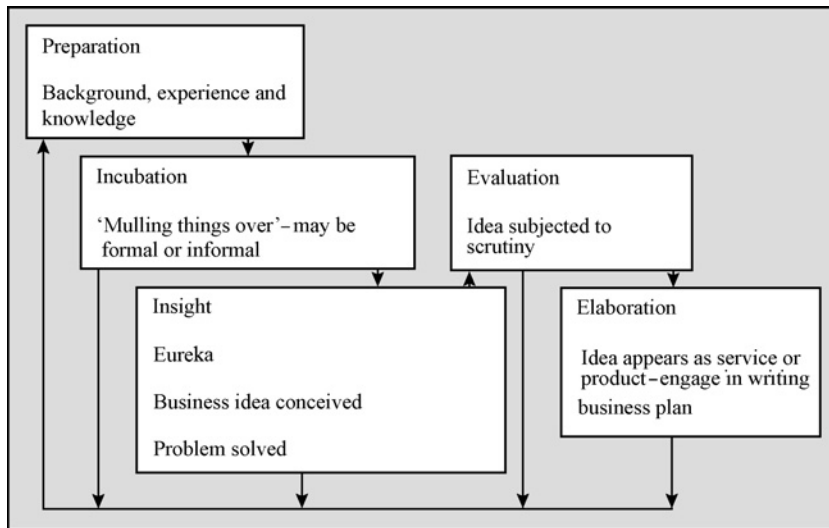 Preparation
Background, experience and
knowledge
Incubation
‘Mulling things over’–may be
formal or informal
Evaluation
Idea subjected to
scrutiny
Insight
Eureka
Business idea conceived
Problem solved
Elaboration
Idea appears as service or
product–engage in writing
business plan